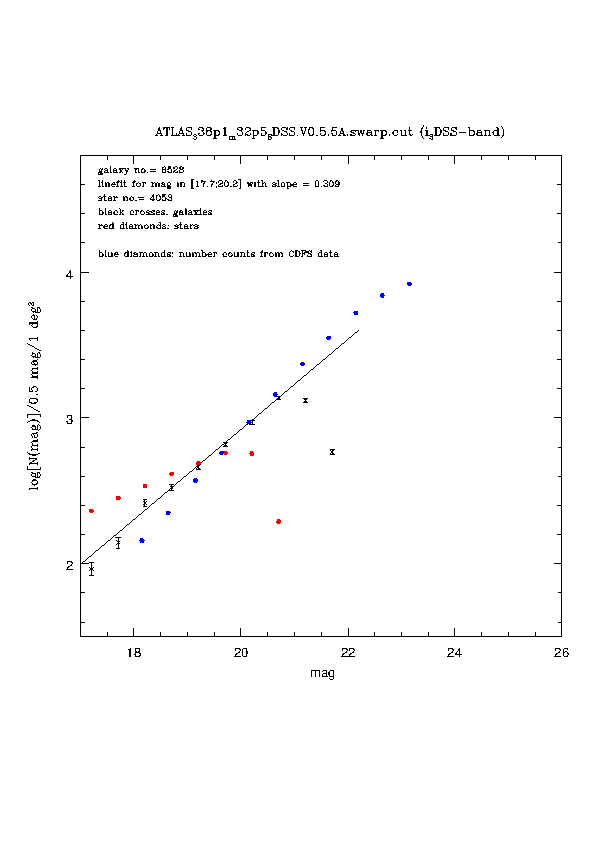 ATLAS₃38p1ₘ32p5ₛDSS.V0.5.5A.swarp.cut (iₛDSS-band)
galaxy no.= 8528
linefit for mag in [17.7;20.2] with slope = 0.309
star no.= 4053
black crosses: galaxies
red diamonds: stars
blue diamonds: number counts from CDFS data
log[N(mag)]/0.5 mag/1 deg²
4
3
2
18 20 22 24 26
mag